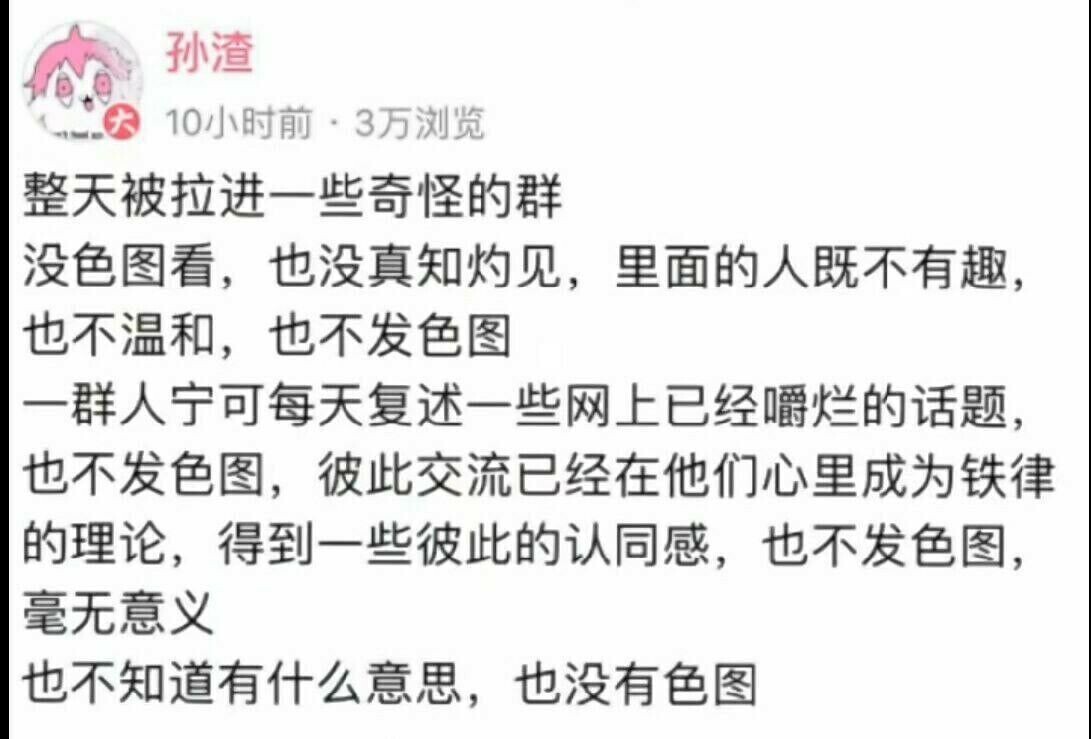 孙渣
大
10小时前 · 3万浏览
整天被拉进一些奇怪的群
没色图看，也没真知灼见，里面的人既不有趣，
也不温和，也不发色图
一群人宁可每天复述一些网上已经嚼烂的话题，
也不发色图，彼此交流已经在他们心里成为铁律
的理论，得到一些彼此的认同感，也不发色图，
毫无意义
也不知道有什么意思，也没有色图